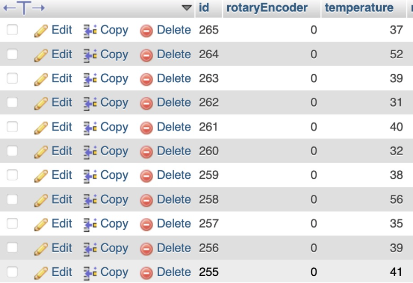 id rotaryEncoder temperature
Edit Copy Delete 265 0 37
Edit Copy Delete 264 0 52
Edit Copy Delete 263 0 39
Edit Copy Delete 262 0 31
Edit Copy Delete 261 0 40
Edit Copy Delete 260 0 32
Edit Copy Delete 259 0 38
Edit Copy Delete 258 0 56
Edit Copy Delete 257 0 35
Edit Copy Delete 256 0 39
Edit Copy Delete 255 0 41